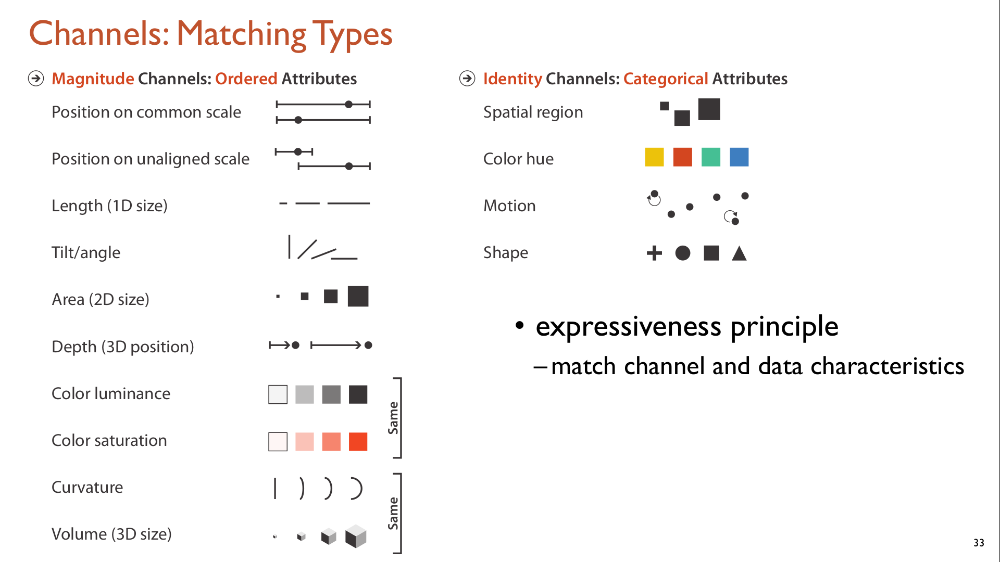 Channels: Matching Types
Magnitude Channels: Ordered Attributes
Position on common scale
Position on unaligned scale
Length (1D size)
Tilt/angle
Area (2D size)
Depth (3D position)
Color luminance
Color saturation
Same
Curvature
Volume (3D size)
Same
Identity Channels: Categorical Attributes
Spatial region
Color hue
Motion
Shape
• expressiveness principle
– match channel and data characteristics
33